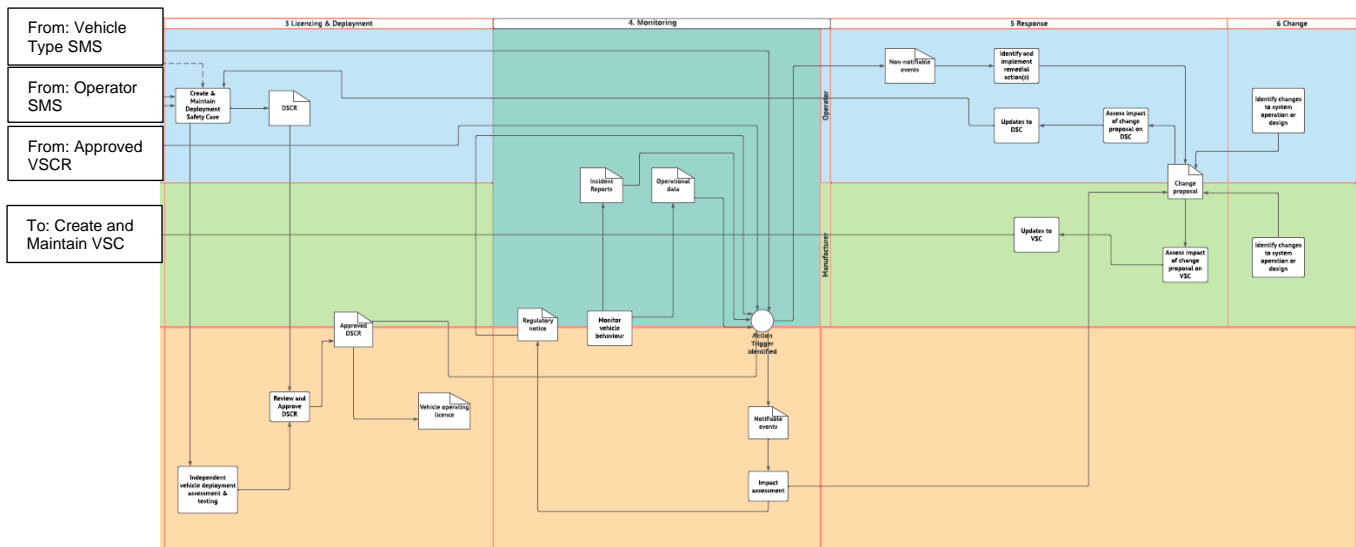 From: Vehicle
Type SMS
From: Operator
SMS
From: Approved
VSCR
To: Create and
Maintain VSC
3 Licencing & Deployment
4. Monitoring
5 Response
6 Change
Operator
Manufacturer
Create &
Maintain
Deployment
Safety Case
DSCR
Non-notifiable
events
Identify and
implement
remedial
action(s)
Updates to
DSC
Assess impact
of change
proposal on
DSC
Identify changes
to system
operation or
design
Incident
Reports
Operational
data
Change
proposal
Updates to
VSC
Assess impact
of change
proposal on
VSC
Identify changes
to system
operation or
design
Approved
DSCR
Regulatory
notice
Monitor
vehicle
behaviour
Action
Trigger
identified
Review and
Approve
DSCR
Vehicle operating
licence
Notifiable
events
Independent
vehicle deployment
assessment &
testing
Impact
assessment